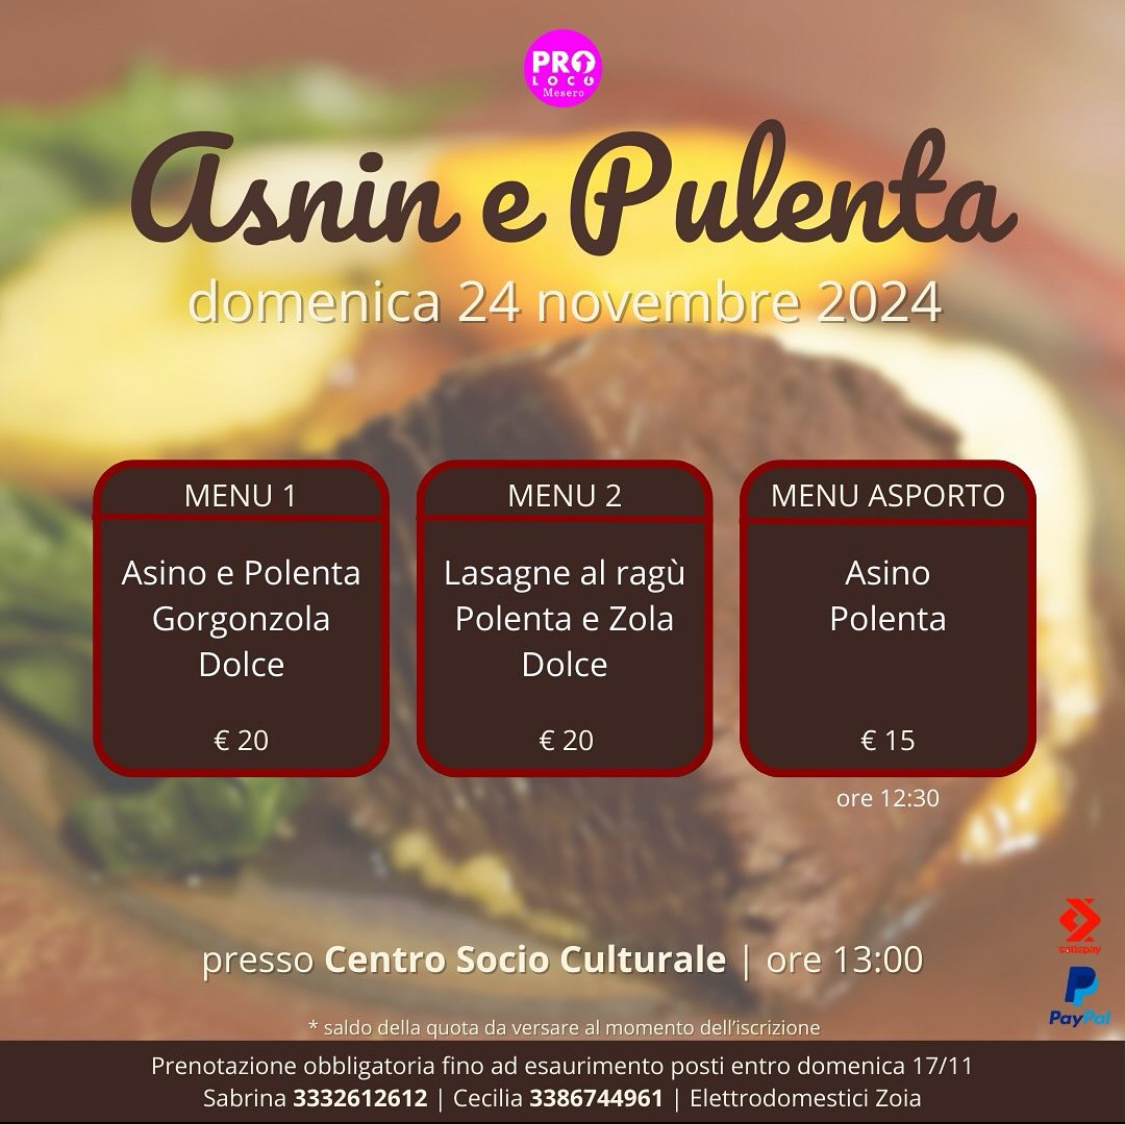 PRO
LOCO
Mesero
Asnin e Pulenta
domenica 24 novembre 2024
MENU 1
Asino e Polenta
Gorgonzola
Dolce
€ 20
MENU 2
Lasagne al ragù
Polenta e Zola
Dolce
€ 20
MENU ASPORTO
Asino
Polenta
€ 15
ore 12:30
satispay
PayPal
presso Centro Socio Culturale | ore 13:00
* saldo della quota da versare al momento dell'iscrizione
Prenotazione obbligatoria fino ad esaurimento posti entro domenica 17/11
Sabrina 3332612612 | Cecilia 3386744961 | Elettrodomestici Zoia